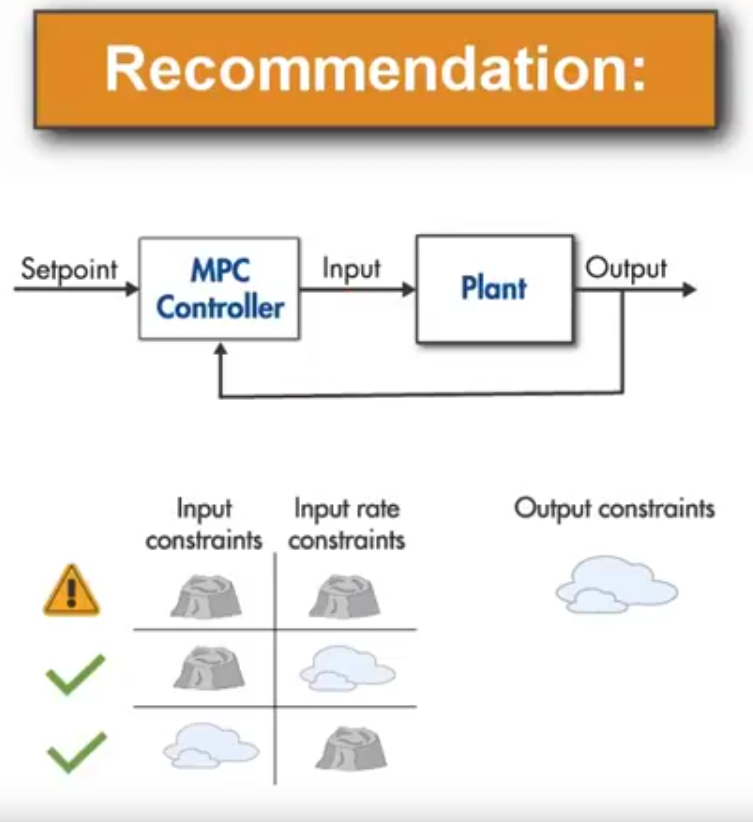 Recommendation:
Setpoint
MPC
Controller
Input
Plant
Output
Input
constraints
Input rate
constraints
Output constraints